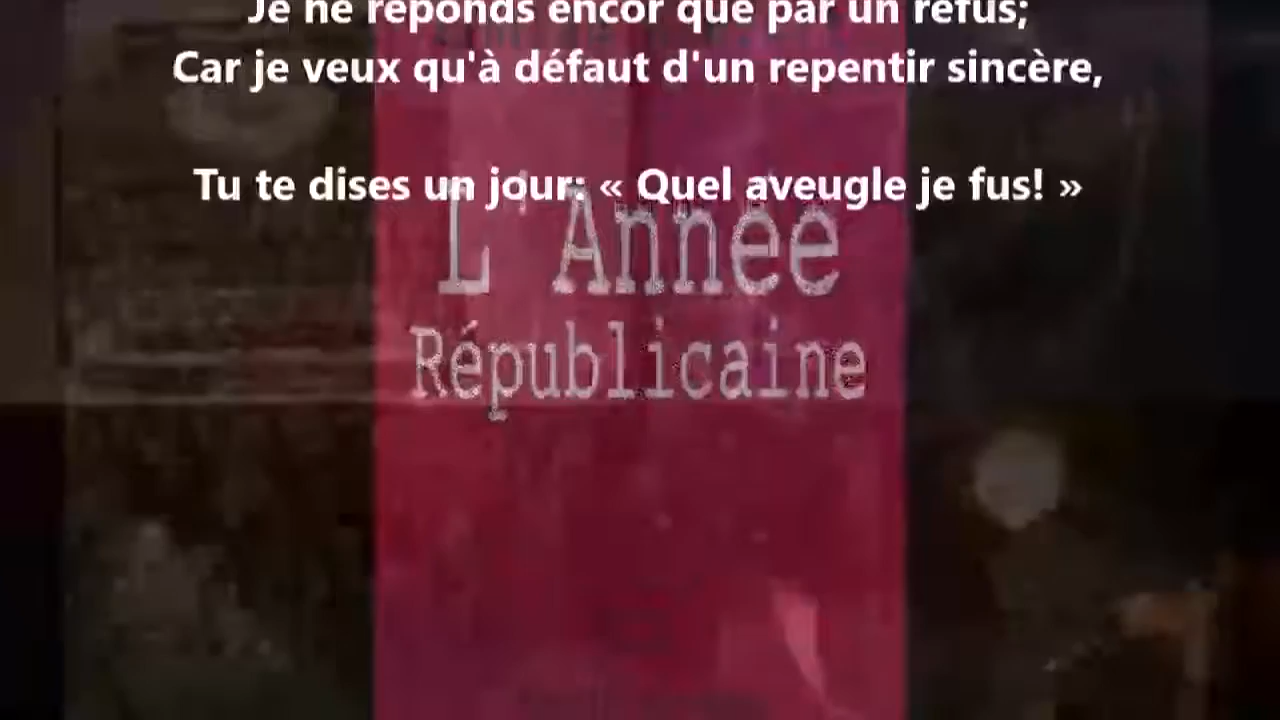 Je ne réponds encor que par un refus;
Car je veux qu'à défaut d'un repentir sincère,
Tu te dises un jour: « Quel aveugle je fus! »
L'Année
Républicaine